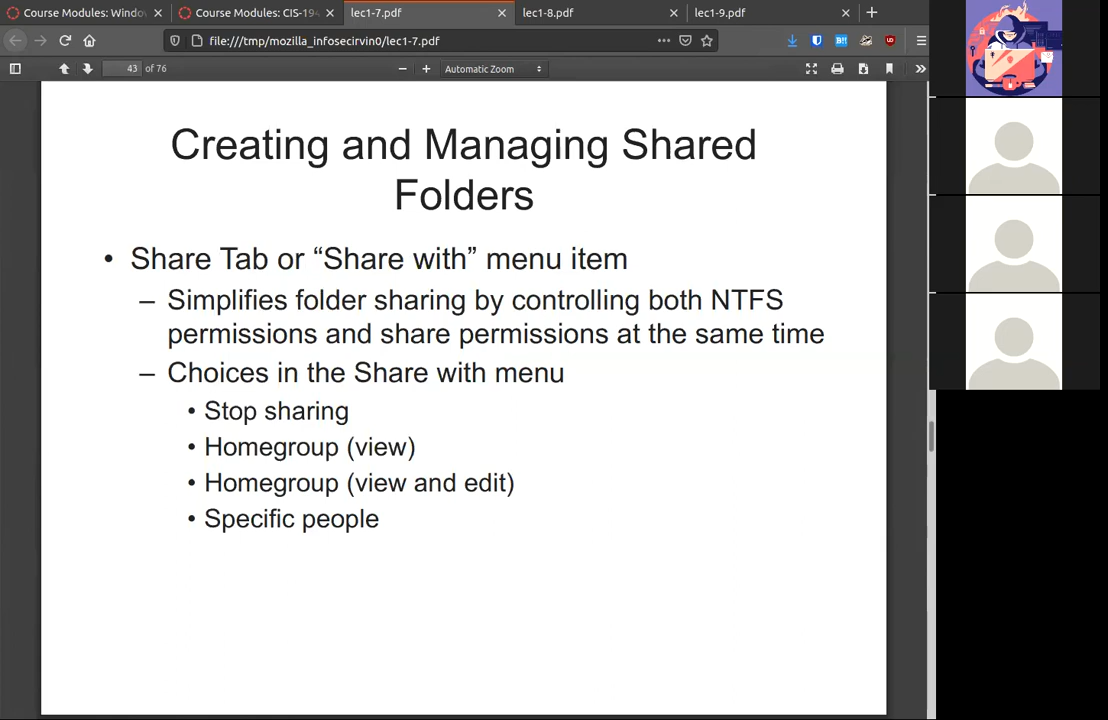 Course Modules: Windo
Course Modules: CIS-194
lec1-7.pdf
lec1-8.pdf
lec1-9.pdf
file:///tmp/mozilla_infosecirvin0/lec1-7.pdf
43 of 76
Automatic Zoom
Creating and Managing Shared
Folders
• Share Tab or “Share with” menu item
– Simplifies folder sharing by controlling both NTFS
permissions and share permissions at the same time
– Choices in the Share with menu
• Stop sharing
• Homegroup (view)
• Homegroup (view and edit)
• Specific people